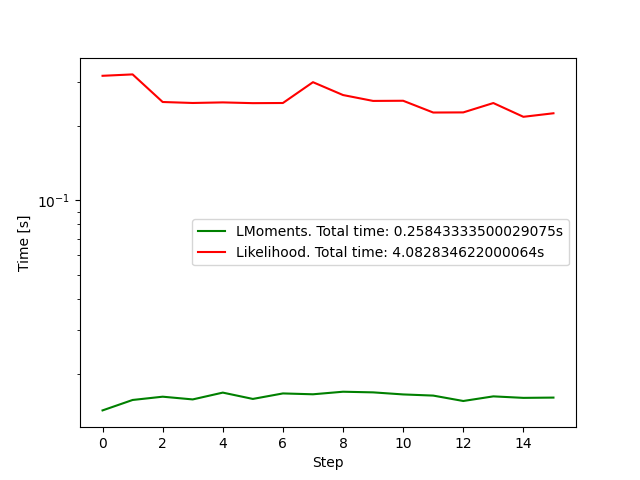 10⁻¹
Time [s]
LMoments. Total time: 0.25843333500029075s
Likelihood. Total time: 4.082834622000064s
0 2 4 6 8 10 12 14
Step